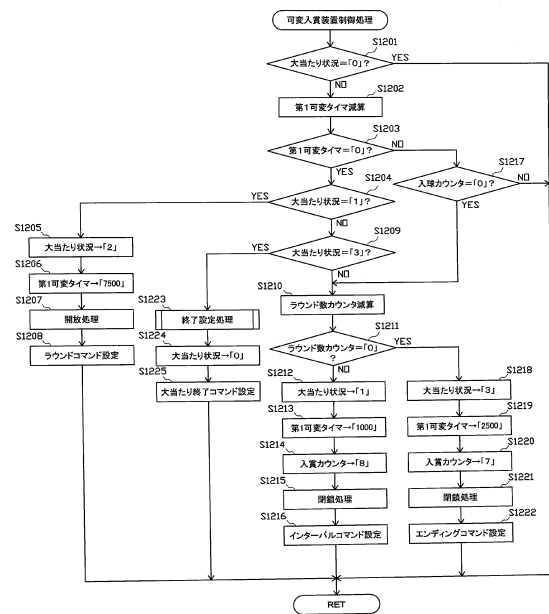 可変入賞装置制御処理
S1201
大当たり状況=「0」?
YES
NO
S1202
第1可変タイマ減算
S1203
第1可変タイマ=「0」?
NO
YES
S1217
入球カウンタ=「0」?
NO
YES
S1204
大当たり状況=「1」?
YES
NO
S1205
大当たり状況→「2」
S1206
第1可変タイマ→「7500」
S1207
開放処理
S1208
ラウンドコマンド設定
S1209
大当たり状況=「3」?
YES
NO
S1223
終了設定処理
S1224
大当たり状況→「0」
S1225
大当たり終了コマンド設定
S1210
ラウンド数カウンタ減算
S1211
ラウンド数カウンタ=「0」
?
YES
NO
S1212
大当たり状況→「1」
S1213
第1可変タイマ→「1000」
S1214
入賞カウンタ→「8」
S1215
閉鎖処理
S1216
インターバルコマンド設定
S1218
大当たり状況→「3」
S1219
第1可変タイマ→「2500」
S1220
入賞カウンタ→「7」
S1221
閉鎖処理
S1222
エンディングコマンド設定
RET